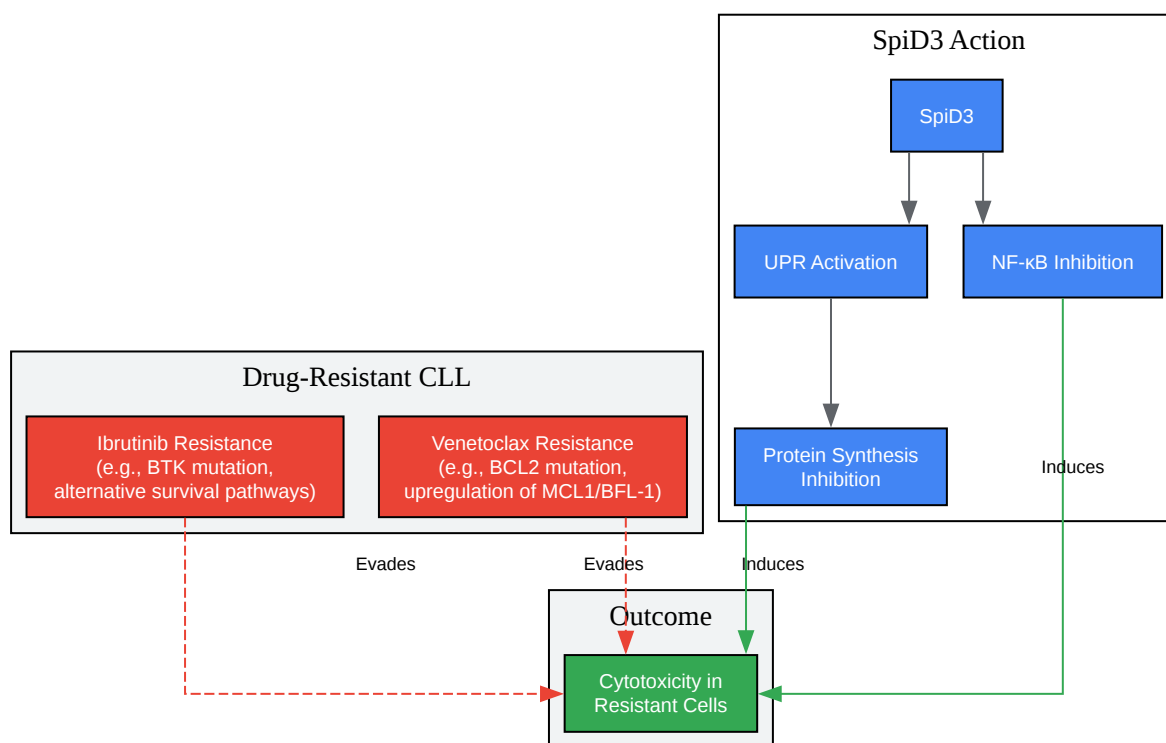 SpiD3 Action
SpiD3
UPR Activation
NF-κB Inhibition
Drug-Resistant CLL
Ibrutinib Resistance
(e.g., BTK mutation,
alternative survival pathways)
Venetoclax Resistance
(e.g., BCL2 mutation,
upregulation of MCL1/BFL-1)
Protein Synthesis
Inhibition
Induces
Evades
Evades
Induces
Outcome
Cytotoxicity in
Resistant Cells